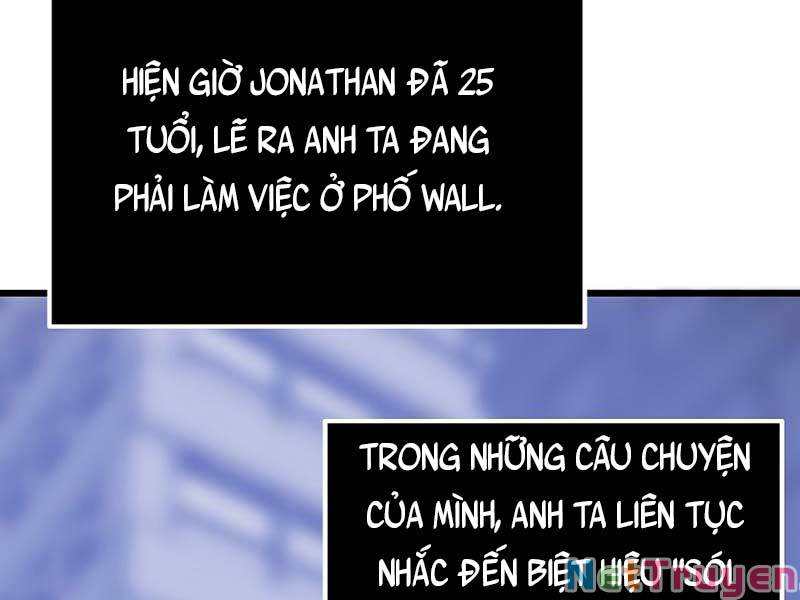 HIỆN GIỜ JONATHAN ĐÃ 25
TUỔI, LẼ RA ANH TA ĐANG
PHẢI LÀM VIỆC Ở PHỐ WALL.
TRONG NHỮNG CÂU CHUYỆN
CỦA MÌNH, ANH TA LIÊN TỤC
NHẮC ĐẾN BIỆT HIỆU "SÓI
NetTruyen